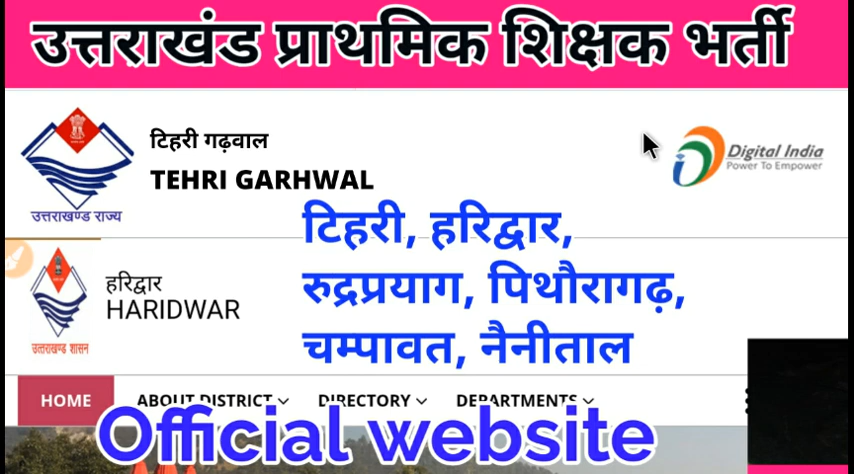 उत्तराखंड प्राथमिक शिक्षक भर्ती
टिहरी गढ़वाल
TEHRI GARHWAL
उत्तराखण्ड राज्य
Digital India
Power To Empower
हरिद्वार
HARIDWAR
उत्तराखण्ड शासन
टिहरी, हरिद्वार,
रुद्रप्रयाग, पिथौरागढ़,
चम्पावत, नैनीताल
HOME ABOUT DISTRICT DIRECTORY DEPARTMENTS
Official website